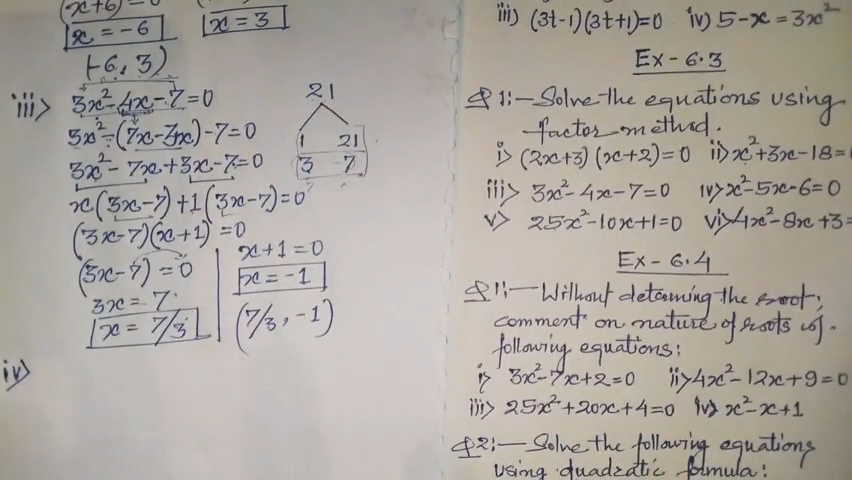 (x+6)=0
x = -6
x = 3
(-6, 3)
iii> 3x²-4x-7=0
3x²-(7x-3x)-7=0
3x²-7x+3x-7=0
x(3x-7)+1(3x-7)=0
(3x-7)(x+1)=0
(3x-7)=0
3x=7
x = 7/3
x+1=0
x=-1
(7/3, -1)
21
1 21
3 7
iv>
iii) (3t-1)(3t+1)=0 iv) 5-x=3x²
Ex-6.3
Q1:- Solve the equations using
factor method.
i> (2x+3)(x+2)=0 ii> x²+3x-18=
iii> 3x²-4x-7=0 iv> x²-5x-6=0
v> 25x²-10x+1=0 vi> 4x²-8x+3=
Ex-6.4
Q1:- Without detarming the root,
comment on nature of roots of
following equations:
i> 3x²-7x+2=0 ii> 4x²-12x+9=0
iii> 25x²+20x+4=0 iv> x²-x+1
Q2:- Solve the following equations
using quadratic formula: